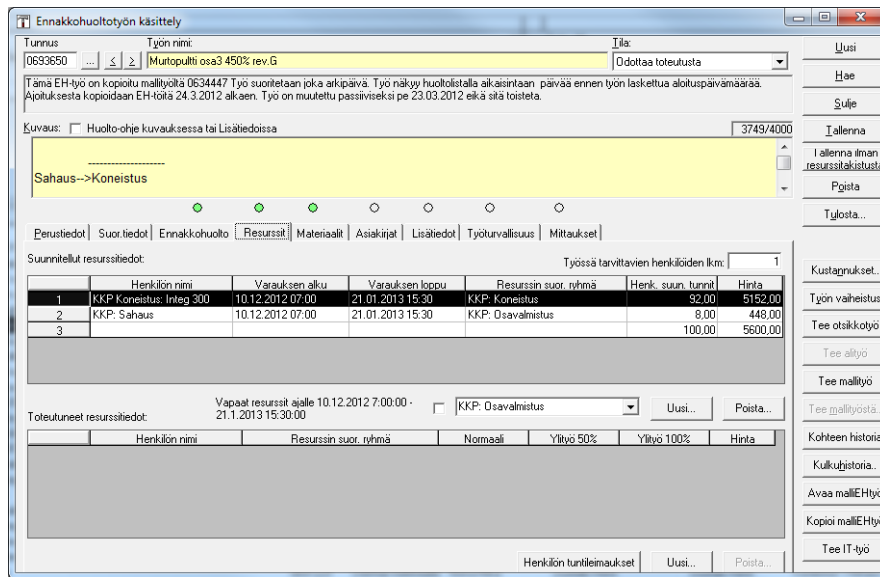 Ennakkohuoltotyön käsittely
Tunnus Työn nimi: Tila:
0693650 ... < > Murtopultti osa3 450% rev.G Odottaa toteutusta
Tämä EH-työ on kopioitu mallityöltä 0634447 Työ suoritetaan joka arkipäivä. Työ näkyy huoltolistalla aikaisintaan päivää ennen työn laskettua aloituspäivämäärää.
Ajoituksesta kopioidaan EH-töitä 24.3.2012 alkaen. Työ on muutettu passiiviseksi pe 23.03.2012 eikä sitä toisteta.
Kuvaus: Huolto-ohje kuvauksessa tai Lisätiedoissa 3749/4000
--------------------
Sahaus-->Koneistus
Perustiedot Suor.tiedot Ennakkohuolto Resurssit Materiaalit Asiakirjat Lisätiedot Työturvallisuus Mittaukset
Suunnitellut resurssitiedot: Työssä tarvittavien henkilöiden lkm: 1
Henkilön nimi Varauksen alku Varauksen loppu Resurssin suor. ryhmä Henk. suun. tunnit Hinta
1 KKP Koneistus: Integ 300 10.12.2012 07:00 21.01.2013 15:30 KKP: Koneistus 92,00 5152,00
2 KKP: Sahaus 10.12.2012 07:00 21.01.2013 15:30 KKP: Osavalmistus 8,00 448,00
3 100,00 5600,00
Vapaat resurssit ajalle 10.12.2012 7:00:00 -
21.1.2013 15:30:00 KKP: Osavalmistus Uusi... Poista...
Toteutuneet resurssitiedot:
Henkilön nimi Resurssin suor. ryhmä Normaali Ylityö 50% Ylityö 100% Hinta
Henkilön tuntileimaukset Uusi... Poista...
Uusi
Hae
Sulje
Tallenna
Tallenna ilman
resurssitakistusta
Poista
Tulosta...
Kustannukset..
Työn vaiheistus
Tee otsikkotyö
Tee alityö
Tee mallityö
Tee mallityöstä..
Kohteen historia
Kulkuhistoria..
Avaa malliEHtyö
Kopioi malliEHtyö
Tee IT-työ